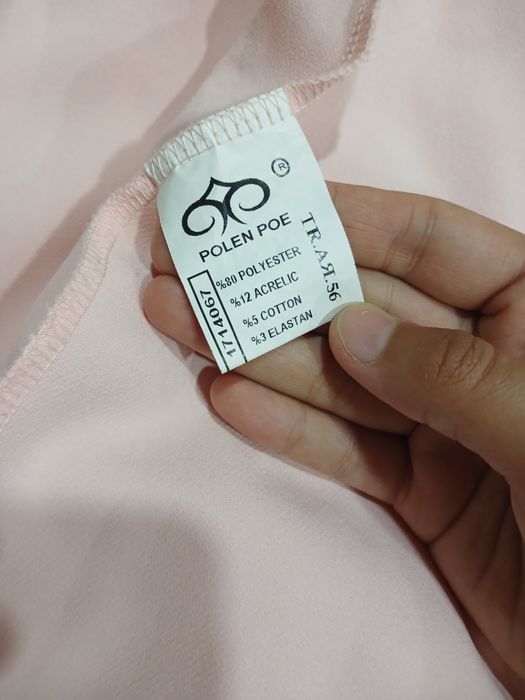 ®
POLEN POE
%80 POLYESTER
%12 ACRELIC
%5 COTTON
%3 ELASTAN
1714067
TR.AЯ.56